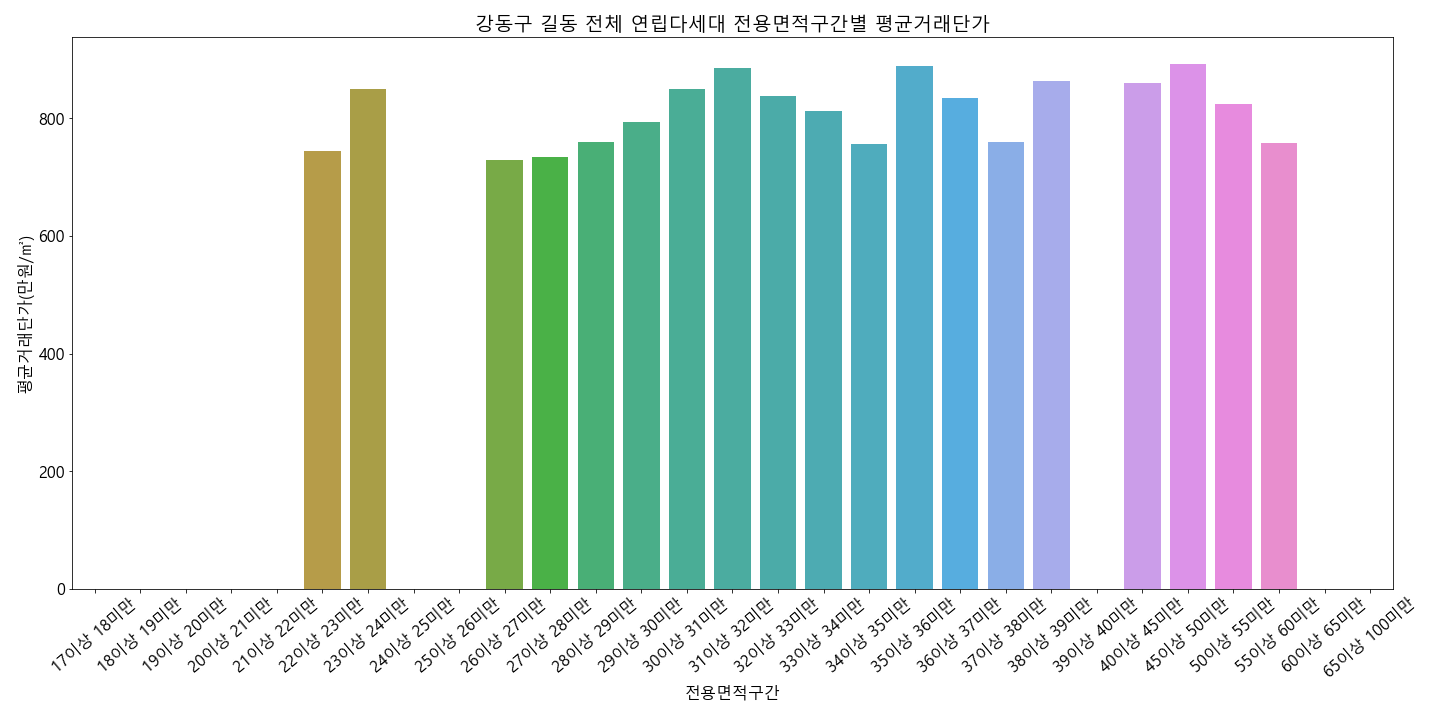 강동구 길동 전체 연립다세대 전용면적구간별 평균거래단가
평균거래단가(만원/㎡)
800
600
400
200
0
17이상 18미만
18이상 19미만
19이상 20미만
20이상 21미만
21이상 22미만
22이상 23미만
23이상 24미만
24이상 25미만
25이상 26미만
26이상 27미만
27이상 28미만
28이상 29미만
29이상 30미만
30이상 31미만
31이상 32미만
32이상 33미만
33이상 34미만
34이상 35미만
35이상 36미만
36이상 37미만
37이상 38미만
38이상 39미만
39이상 40미만
40이상 45미만
45이상 50미만
50이상 55미만
55이상 60미만
60이상 65미만
65이상 100미만
전용면적구간